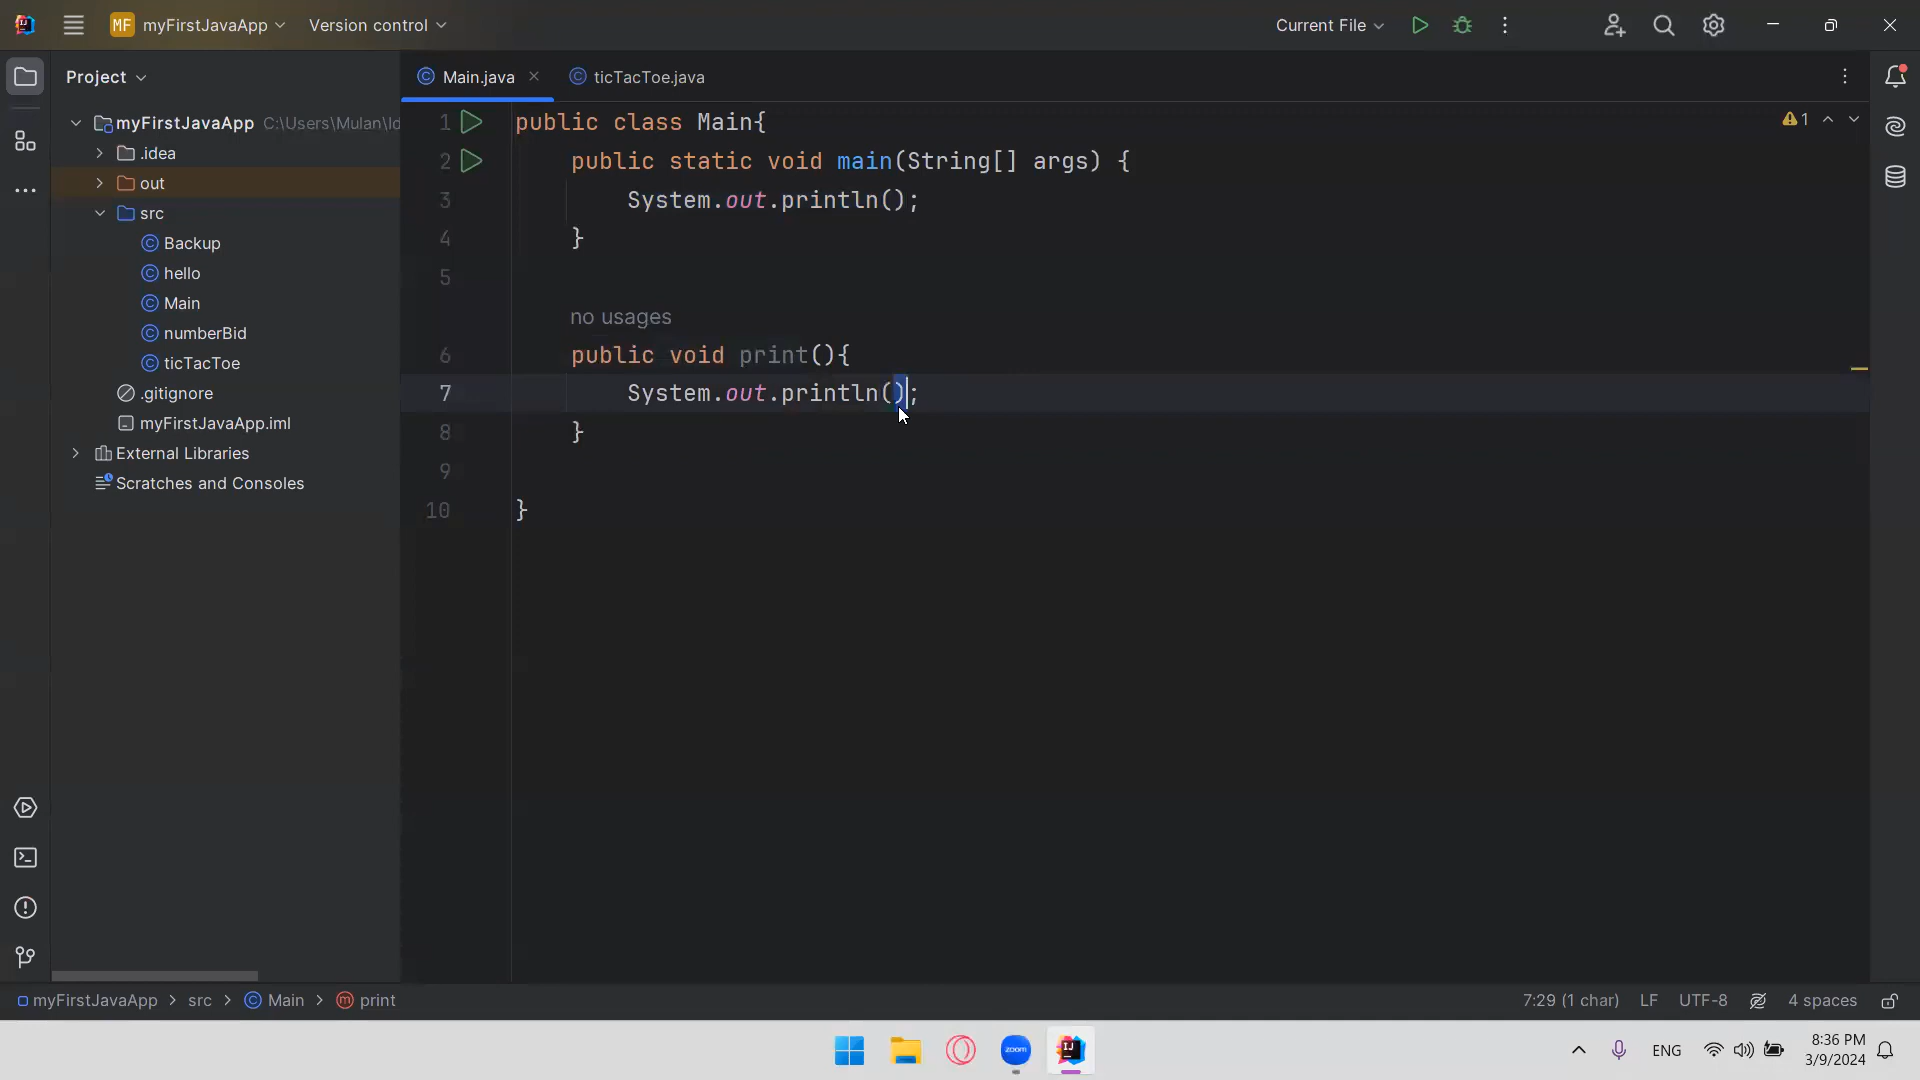 MF myFirstJavaApp Version control Current File
Project
Main.java ticTacToe.java
myFirstJavaApp C:\Users\Mulan\Id
.idea
out
src
Backup
hello
Main
numberBid
ticTacToe
.gitignore
myFirstJavaApp.iml
External Libraries
Scratches and Consoles
1 public class Main{
2 public static void main(String[] args) {
3 System.out.println();
4 }
5
no usages
6 public void print(){
7 System.out.println();
8 }
9
10 }
1
myFirstJavaApp > src > Main > print 7:29 (1 char) LF UTF-8 4 spaces
zoom
ENG
8:36 PM
3/9/2024